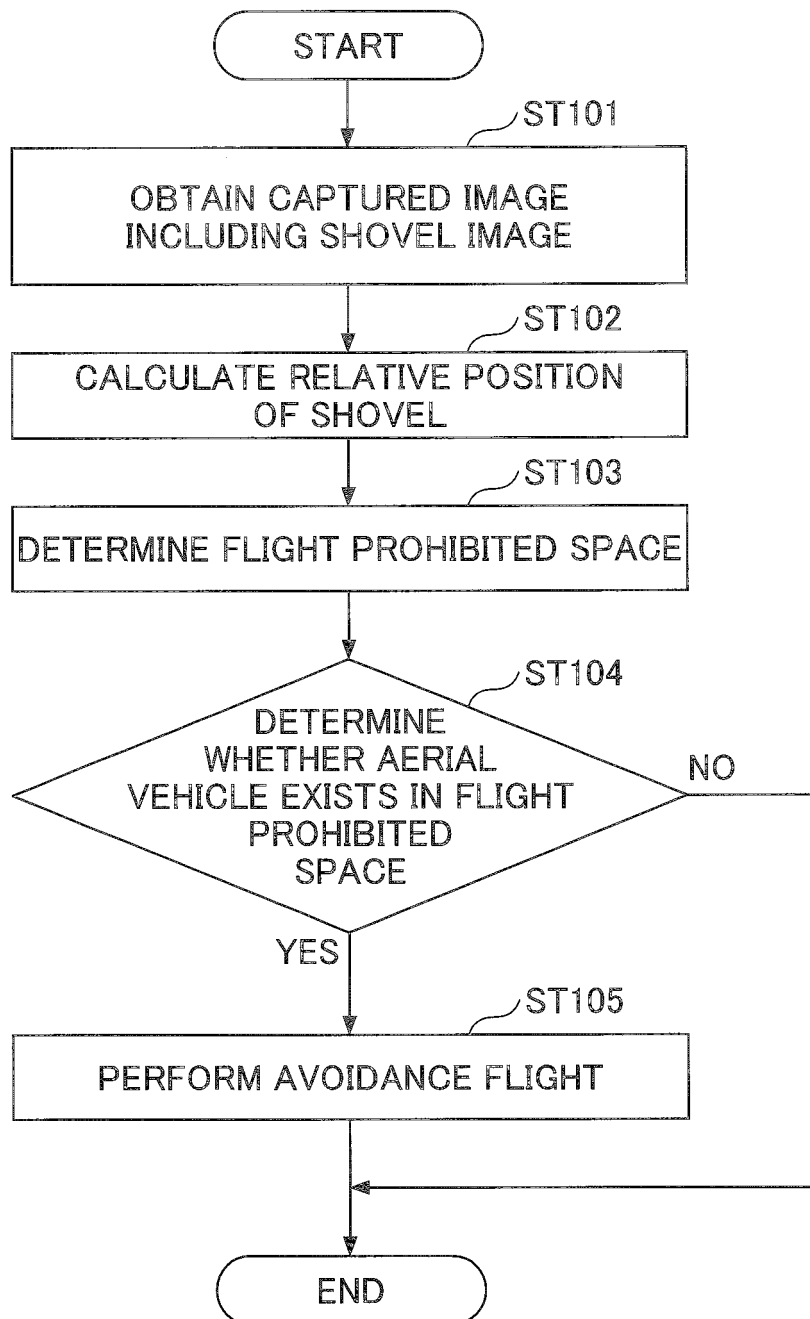 START
ST101
OBTAIN CAPTURED IMAGE
INCLUDING SHOVEL IMAGE
ST102
CALCULATE RELATIVE POSITION
OF SHOVEL
ST103
DETERMINE FLIGHT PROHIBITED SPACE
ST104
DETERMINE
WHETHER AERIAL
VEHICLE EXISTS IN FLIGHT
PROHIBITED
SPACE
NO
YES
ST105
PERFORM AVOIDANCE FLIGHT
END